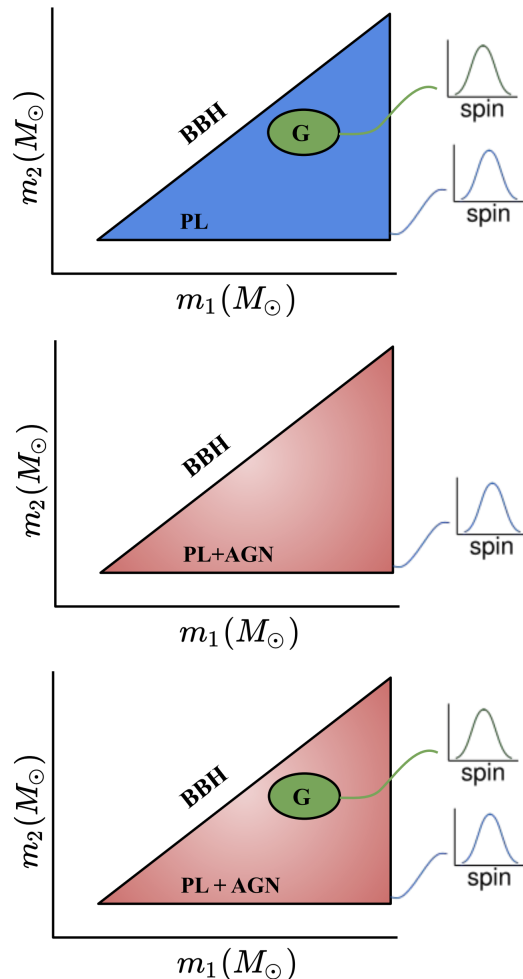 m₂(M⊙)
BBH
G
PL
spin
spin
m₁(M⊙)
m₂(M⊙)
BBH
PL+AGN
spin
m₁(M⊙)
m₂(M⊙)
BBH
G
PL + AGN
spin
spin
m₁(M⊙)